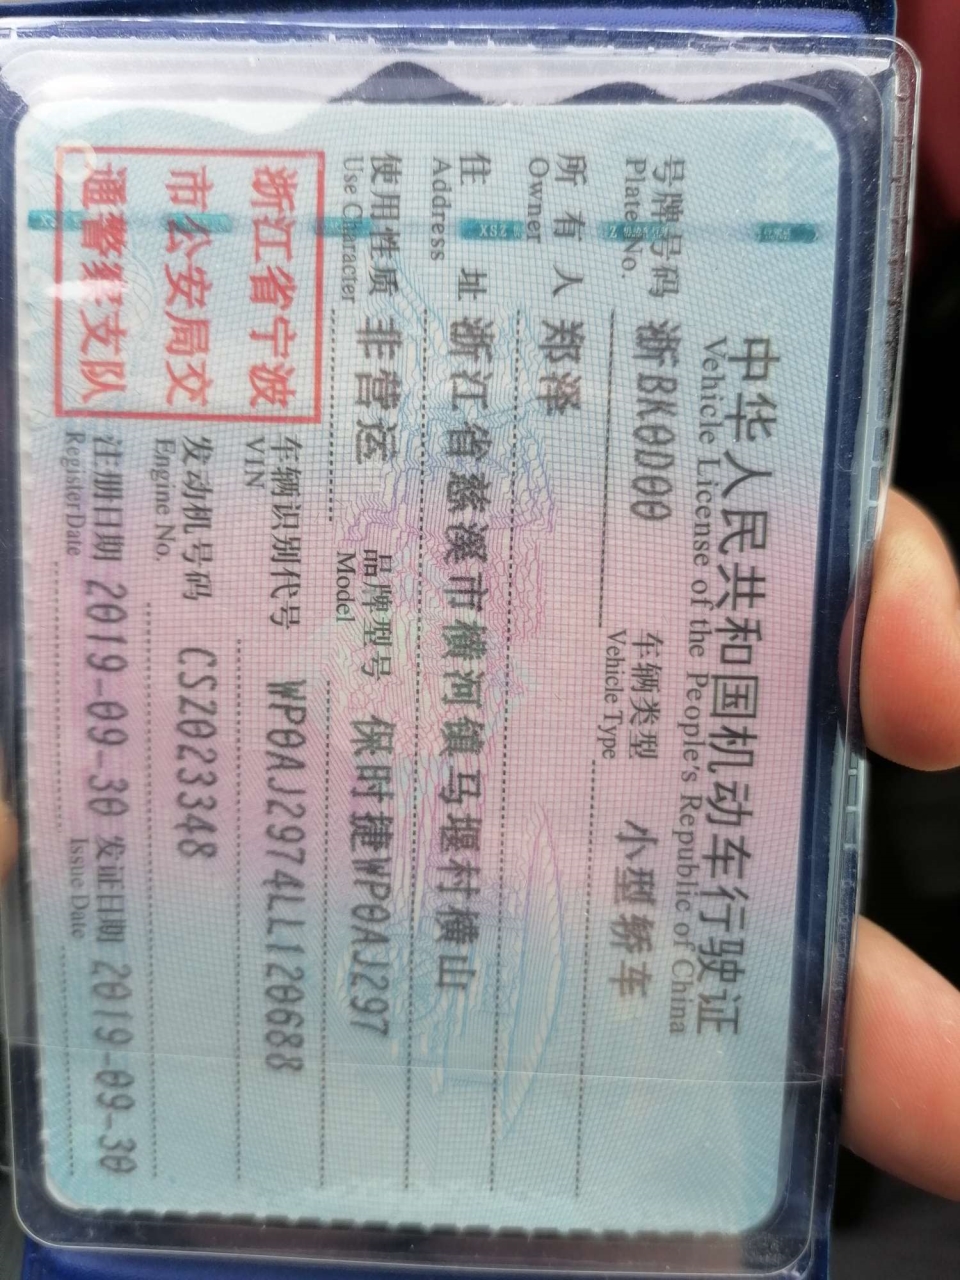 中华人民共和国机动车行驶证
Vehicle License of the People's Republic of China
号牌号码 浙BK0D00 车辆类型 小型轿车
Plate No. Vehicle Type
所有人 郑泽
Owner
住址 浙江省慈溪市横河镇马堰村横山
Address
使用性质 非营运 品牌型号 保时捷WP0AJ297
Use Character Model
浙江省宁波
市公安局交
通警察支队
车辆识别代号 WP0AJ2974LL120688
VIN
发动机号码 CSZ023348
Engine No.
注册日期 2019-09-30 发证日期 2019-09-30
Register Date Issue Date